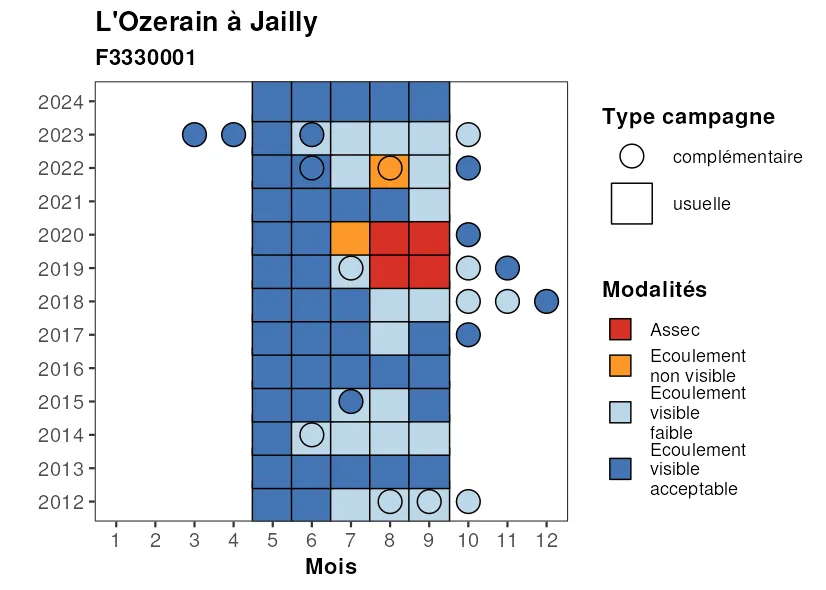 L'Ozerain à Jailly
F3330001
2024
2023
2022
2021
2020
2019
2018
2017
2016
2015
2014
2013
2012
1 2 3 4 5 6 7 8 9 10 11 12
Mois
Type campagne
complémentaire
usuelle
Modalités
Assec
Ecoulement
non visible
Ecoulement
visible
faible
Ecoulement
visible
acceptable